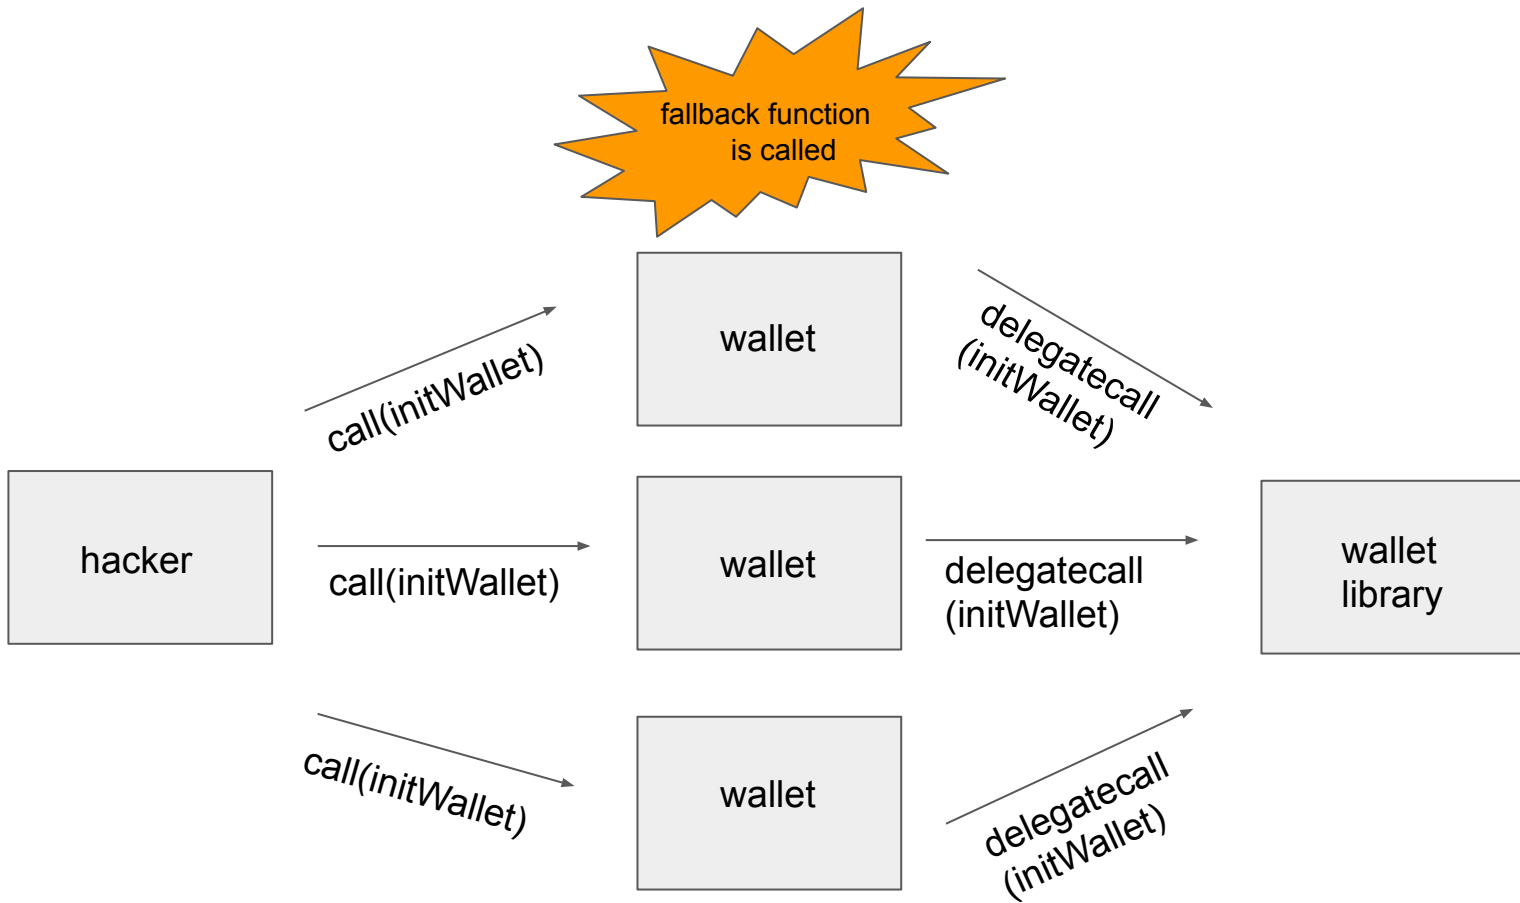 fallback function
is called
wallet
call(initWallet)
delegatecall
(initWallet)
hacker
call(initWallet)
wallet
delegatecall
(initWallet)
wallet
library
call(initWallet)
wallet
delegatecall
(initWallet)